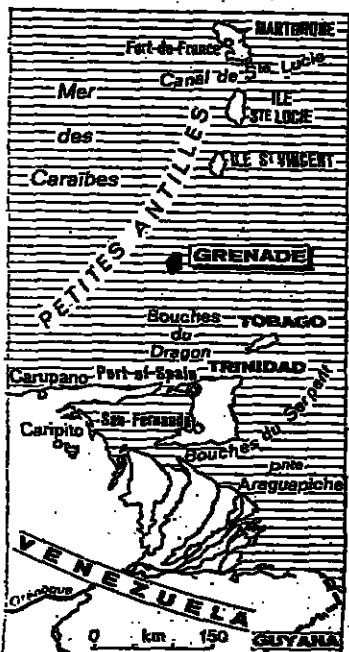 MARTINIQUE
Fort-de-France
Canal de Ste Lucie
Mer
des
Caraïbes
ILE
STE LUCIE
ILE St VINCENT
PETITES ANTILLES
GRENADE
Bouches
du
Dragon
TOBAGO
Port-of-Spain
TRINIDAD
Carupano
San-Fernando
Caripito
Bouches du Serpent
pnte
Araguapiche
VENEZUELA
Orénoque
0 km 150
GUYANA